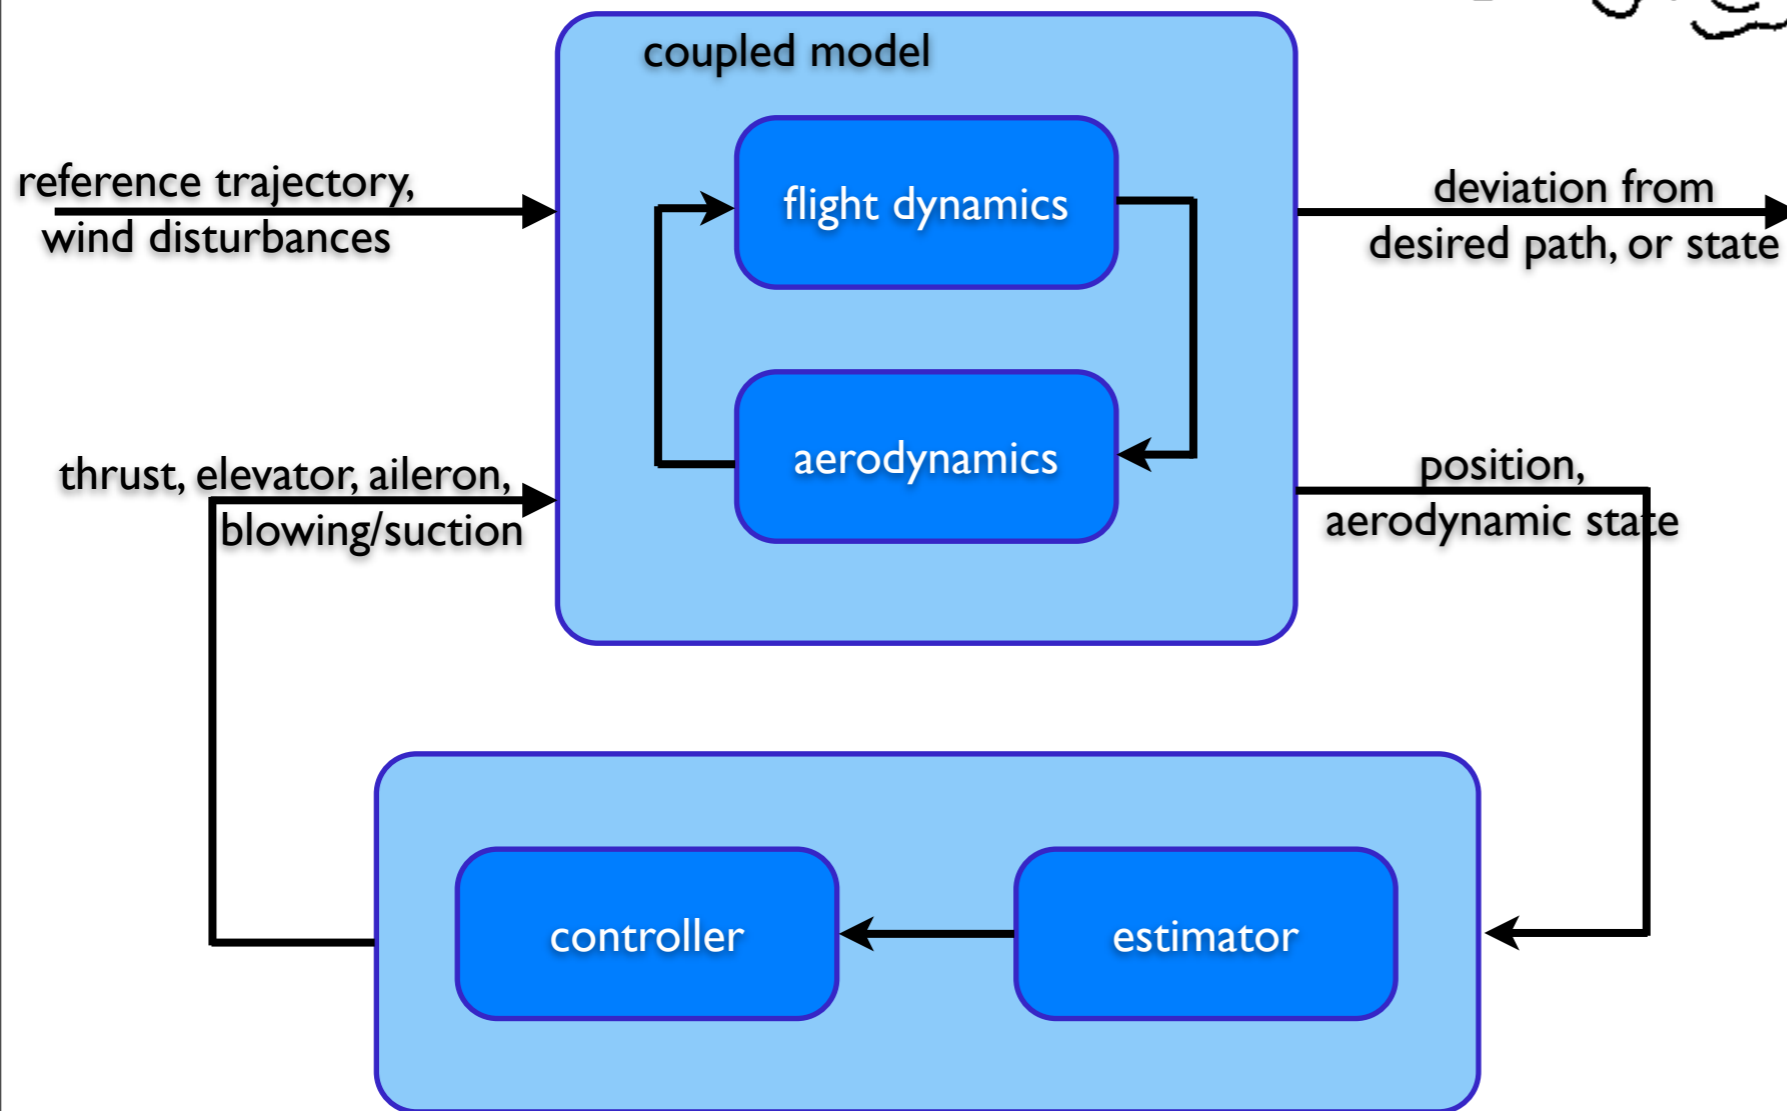 coupled model
reference trajectory,
wind disturbances
flight dynamics
deviation from
desired path, or state
thrust, elevator, aileron,
blowing/suction
aerodynamics
position,
aerodynamic state
controller
estimator